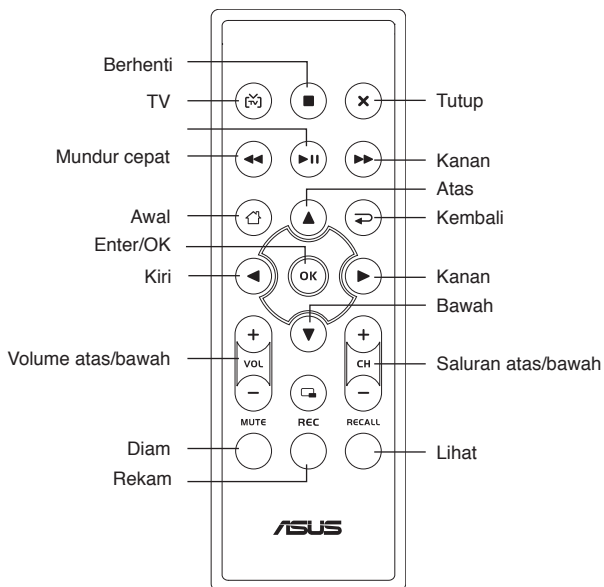 Berhenti
TV
Tutup
Mundur cepat
Kanan
Atas
Awal
Kembali
Enter/OK
Kiri
OK
Kanan
Bawah
+
+
Volume atas/bawah
VOL
CH
Saluran atas/bawah
−
−
MUTE
REC
RECALL
Diam
Lihat
Rekam
ASUS